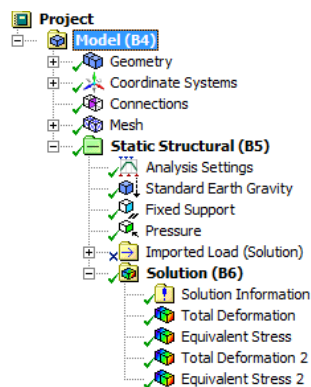 Project
Model (B4)
Geometry
Coordinate Systems
Connections
Mesh
Static Structural (B5)
Analysis Settings
Standard Earth Gravity
Fixed Support
Pressure
Imported Load (Solution)
Solution (B6)
Solution Information
Total Deformation
Equivalent Stress
Total Deformation 2
Equivalent Stress 2